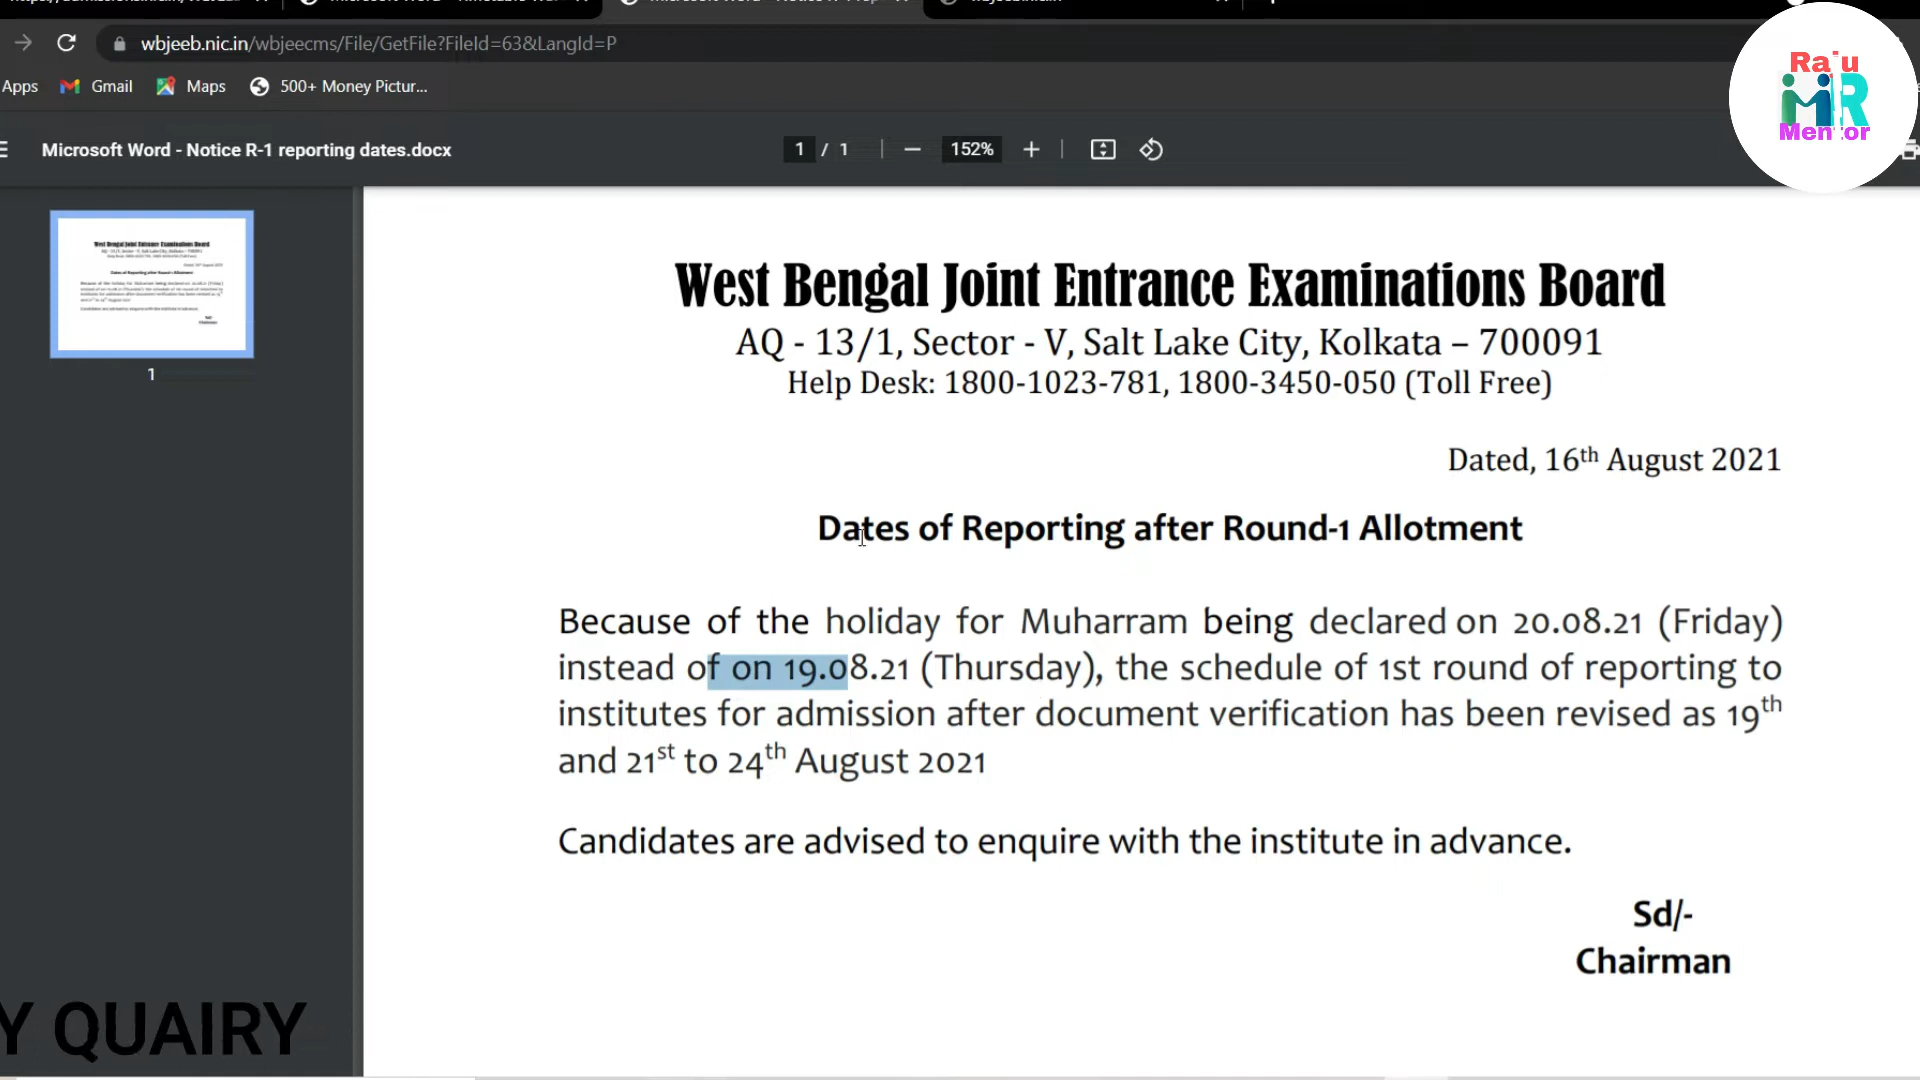 wbjeeb.nic.in/wbjeecms/File/GetFile?FileId=63&LangId=P
Apps Gmail Maps 500+ Money Pictur...
Raju
MR
Mentor
Microsoft Word - Notice R-1 reporting dates.docx 1 / 1 152%
West Bengal Joint Entrance Examinations Board
AQ - 13/1, Sector - V, Salt Lake City, Kolkata – 700091
Help Desk: 1800-1023-781, 1800-3450-050 (Toll Free)
1
Dated, 16th August 2021
Dates of Reporting after Round-1 Allotment
Because of the holiday for Muharram being declared on 20.08.21 (Friday)
instead of on 19.08.21 (Thursday), the schedule of 1st round of reporting to
institutes for admission after document verification has been revised as 19th
and 21st to 24th August 2021
Candidates are advised to enquire with the institute in advance.
Sd/-
Chairman
Y QUAIRY